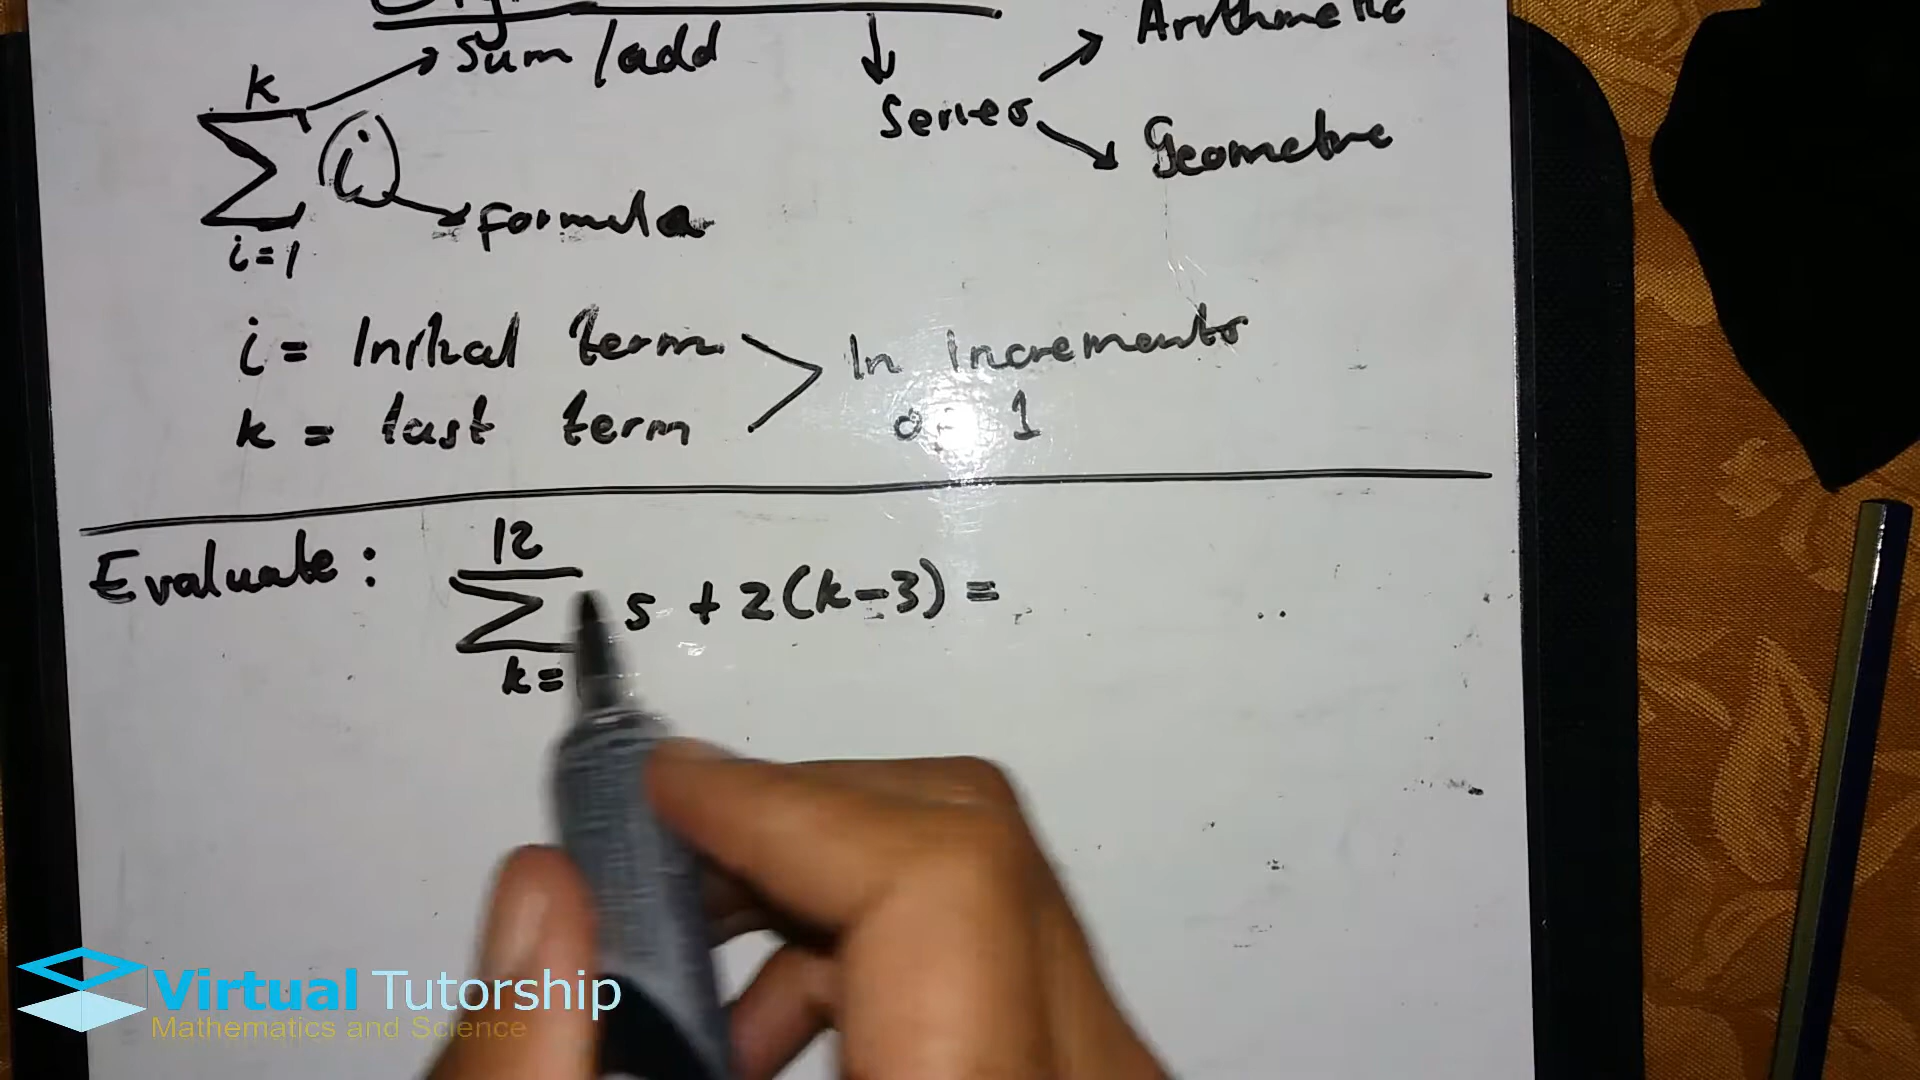 Sum/add
Arithmetic
k
Σ i
i=1
Series
Geometric
formula
i = Initial term
In increments
k = last term
of 1
Evaluate:
12
Σ 5 + 2(k-3) =
k=
Virtual Tutorship
Mathematics and Science